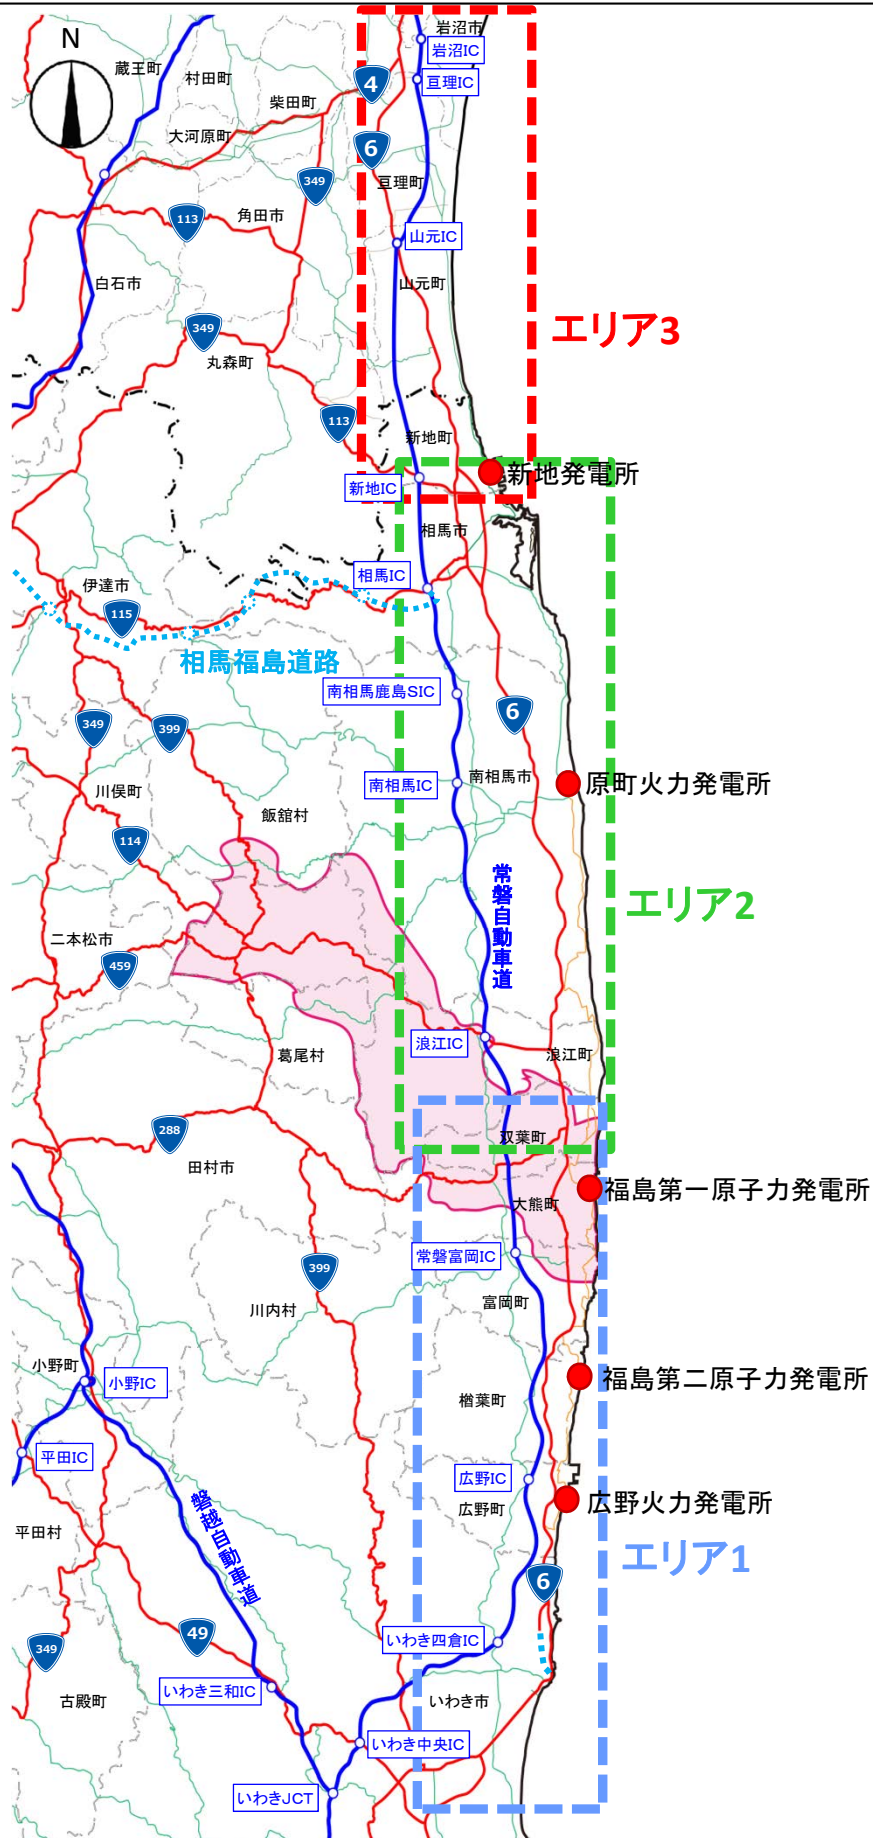 岩沼市
N
岩沼IC
蔵王町
村田町
亘理IC
4
柴田町
大河原町
6
349
亘理町
113
角田市
山元IC
白石市
山元町
349
エリア3
丸森町
113
新地町
新地発電所
新地IC
相馬市
相馬IC
伊達市
115
相馬福島道路
南相馬鹿島SIC
6
349
399
南相馬市
南相馬IC
原町火力発電所
川俣町
飯舘村
114
常磐自動車道
エリア2
二本松市
459
浪江IC
葛尾村
浪江町
288
双葉町
田村市
福島第一原子力発電所
大熊町
常磐富岡IC
399
富岡町
川内村
小野町
小野IC
福島第二原子力発電所
楢葉町
平田IC
広野IC
広野町
広野火力発電所
磐越自動車道
平田村
エリア1
6
49
349
いわき四倉IC
いわき三和IC
いわき市
古殿町
いわき中央IC
いわきJCT